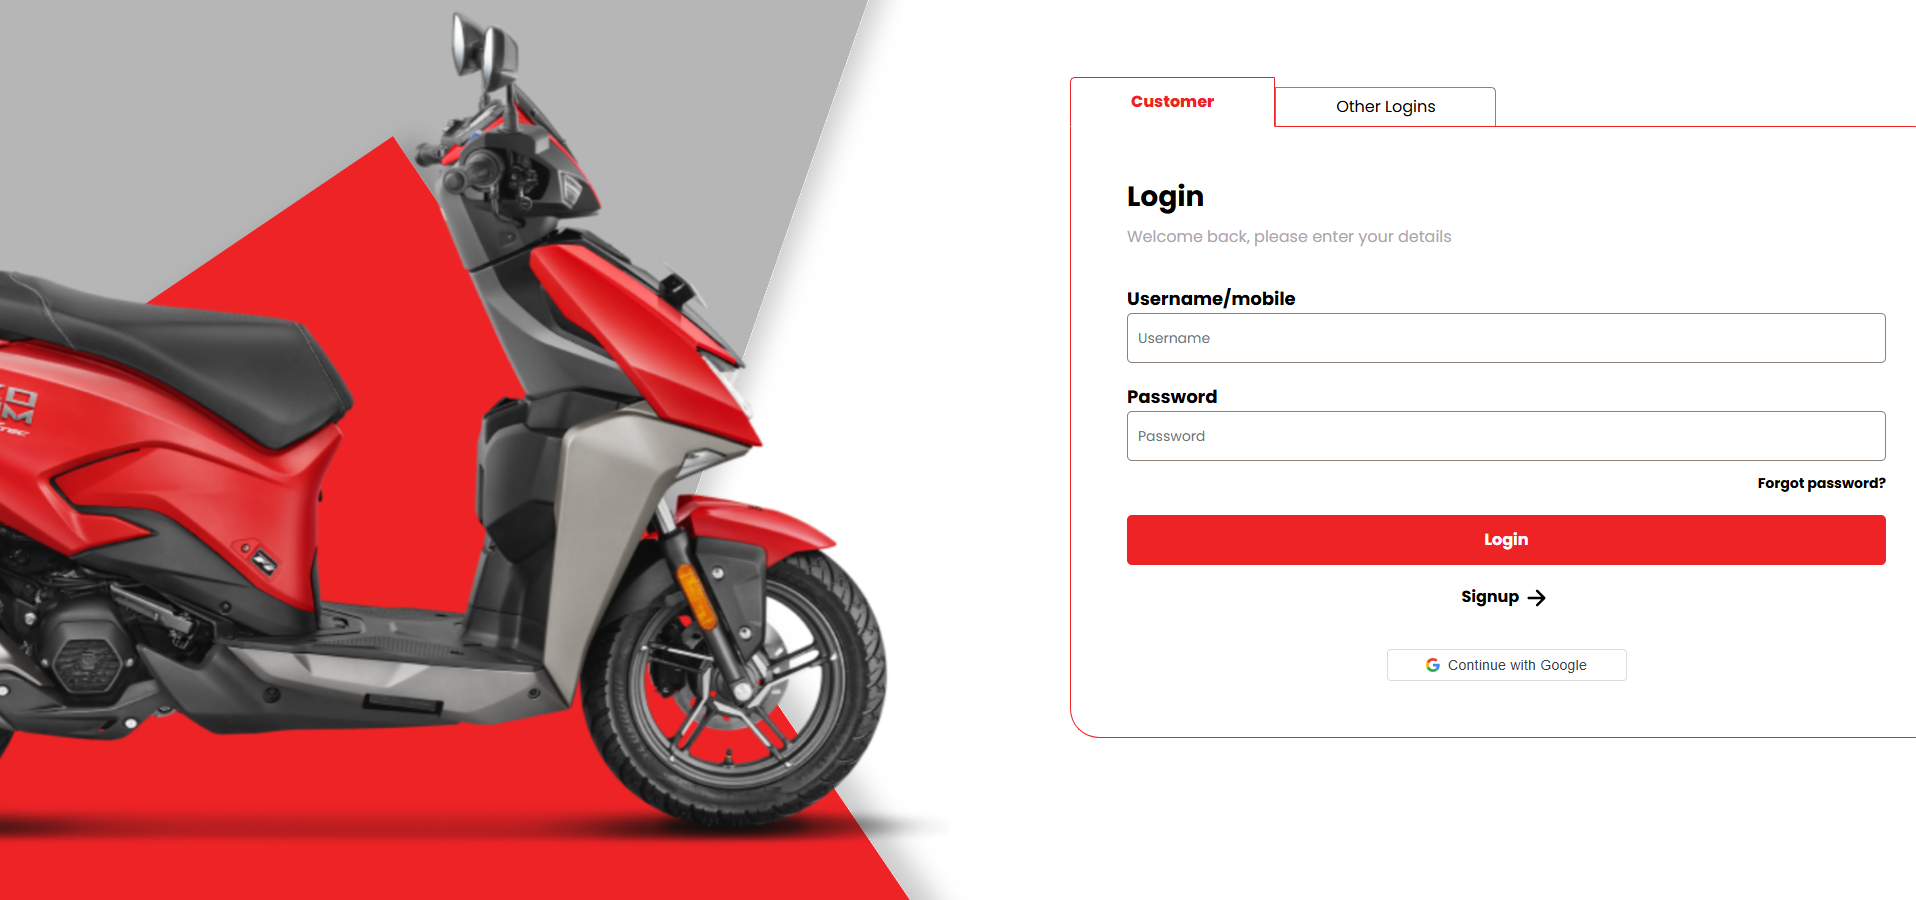 Customer
Other Logins
Login
Welcome back, please enter your details
Username/mobile
Username
Password
Password
Forgot password?
Login
Signup
Continue with Google